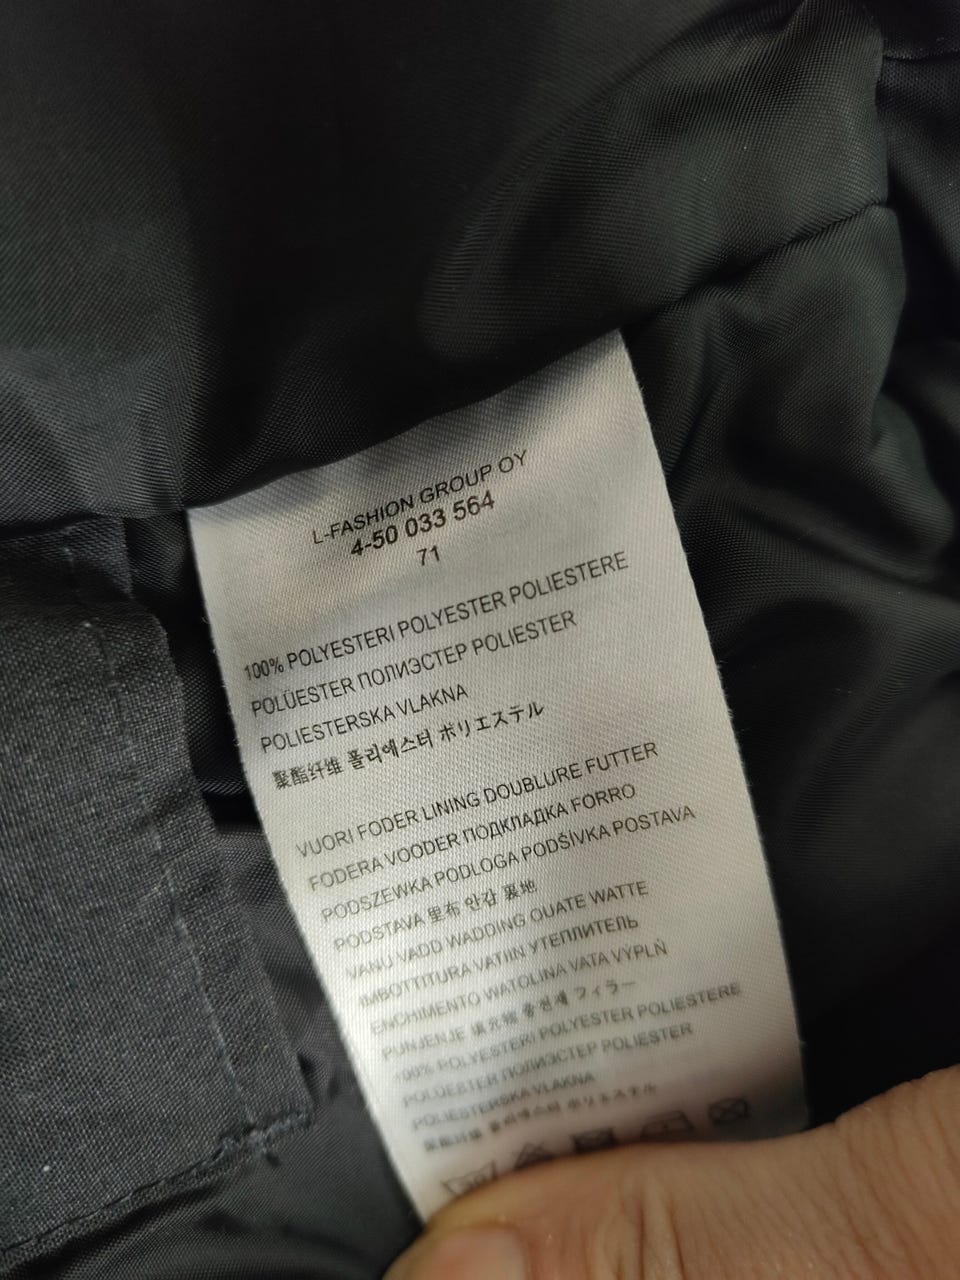 L-FASHION GROUP OY
4-50 033 564
71
100% POLYESTERI POLYESTER POLIESTERE
POLÜESTER ПОЛИЭСТЕР POLIESTER
POLIESTERSKA VLAKNA
聚酯纤维 폴리에스터 ポリエステル
VUORI FODER LINING DOUBLURE FUTTER
FODERA VOODER ПОДКЛАДКА FORRO
PODSZEWKA PODLOGA PODŠÍVKA POSTAVA
PODSTAVA 里布 안감 裏地
VANU VADD WADDING OUATE WATTE
IMBOTTITURA VATIIN УТЕПЛИТЕЛЬ
ENCHIMENTO WATOLINA VATA VÝPLŇ
PUNJENJE 填充物 충전재 フィラー
100% POLYESTERI POLYESTER POLIESTERE
POLÜESTER ПОЛИЭСТЕР POLIESTER
POLIESTERSKA VLAKNA
聚酯纤维 폴리에스터 ポリエステル